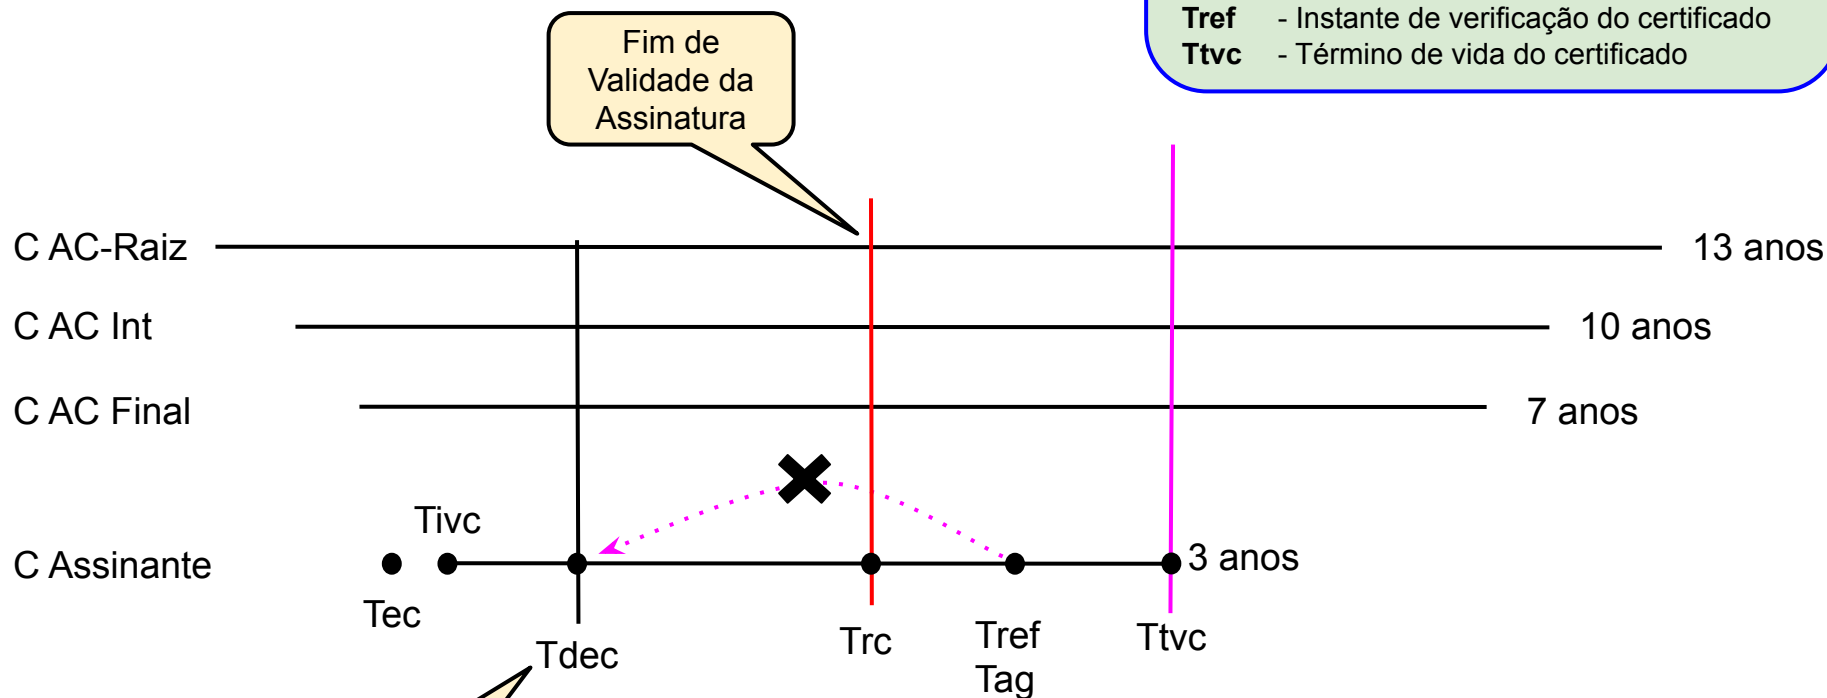 Tref - Instante de verificação do certificado
Ttvc - Término de vida do certificado
Fim de
Validade da
Assinatura
C AC-Raiz
13 anos
C AC Int
10 anos
C AC Final
7 anos
Tivc
C Assinante
3 anos
Tec
Tdec
Trc
Tref
Tag
Ttvc